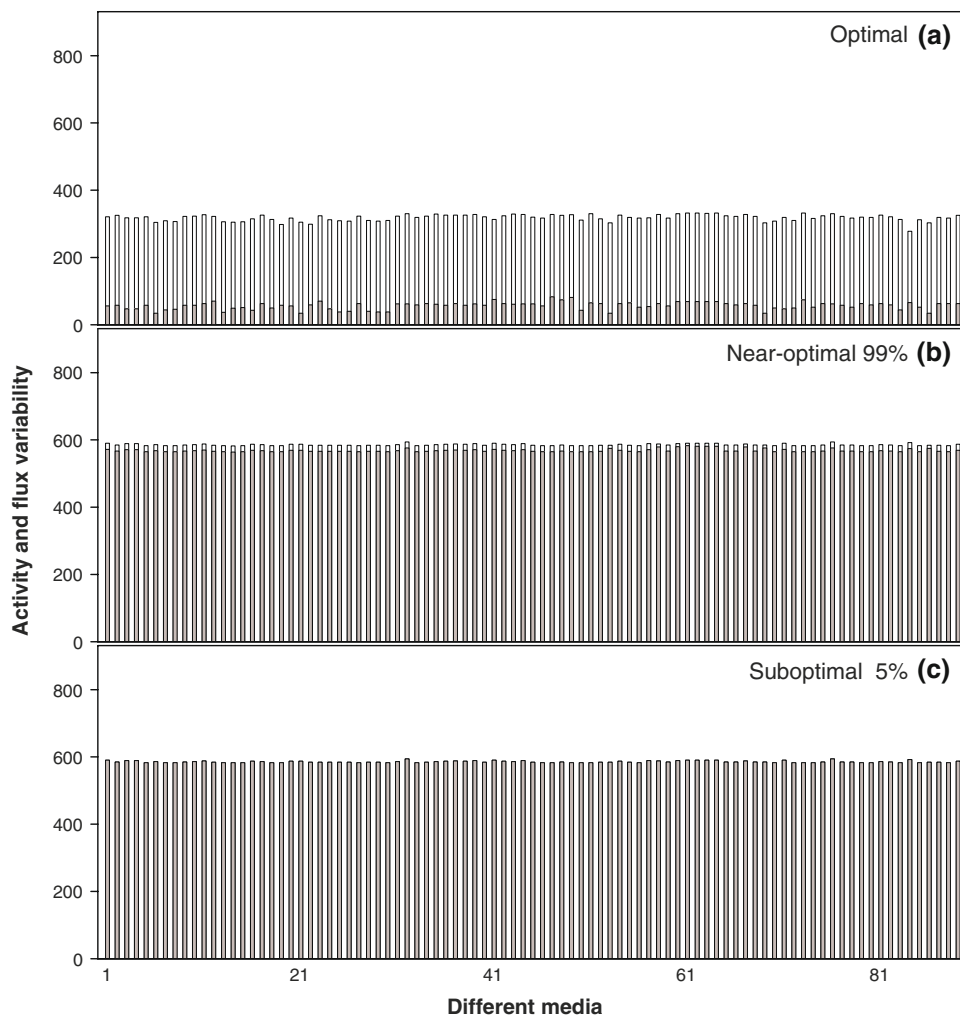 Optimal (a)
800
600
400
200
0
Near-optimal 99% (b)
800
600
400
200
0
Suboptimal 5% (c)
800
600
400
200
0
1 21 41 61 81
Activity and flux variability
Different media